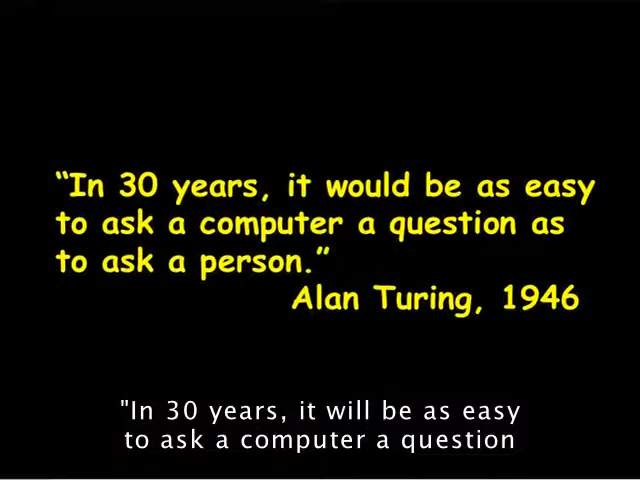 “In 30 years, it would be as easy
to ask a computer a question as
to ask a person.”
Alan Turing, 1946
"In 30 years, it will be as easy
to ask a computer a question